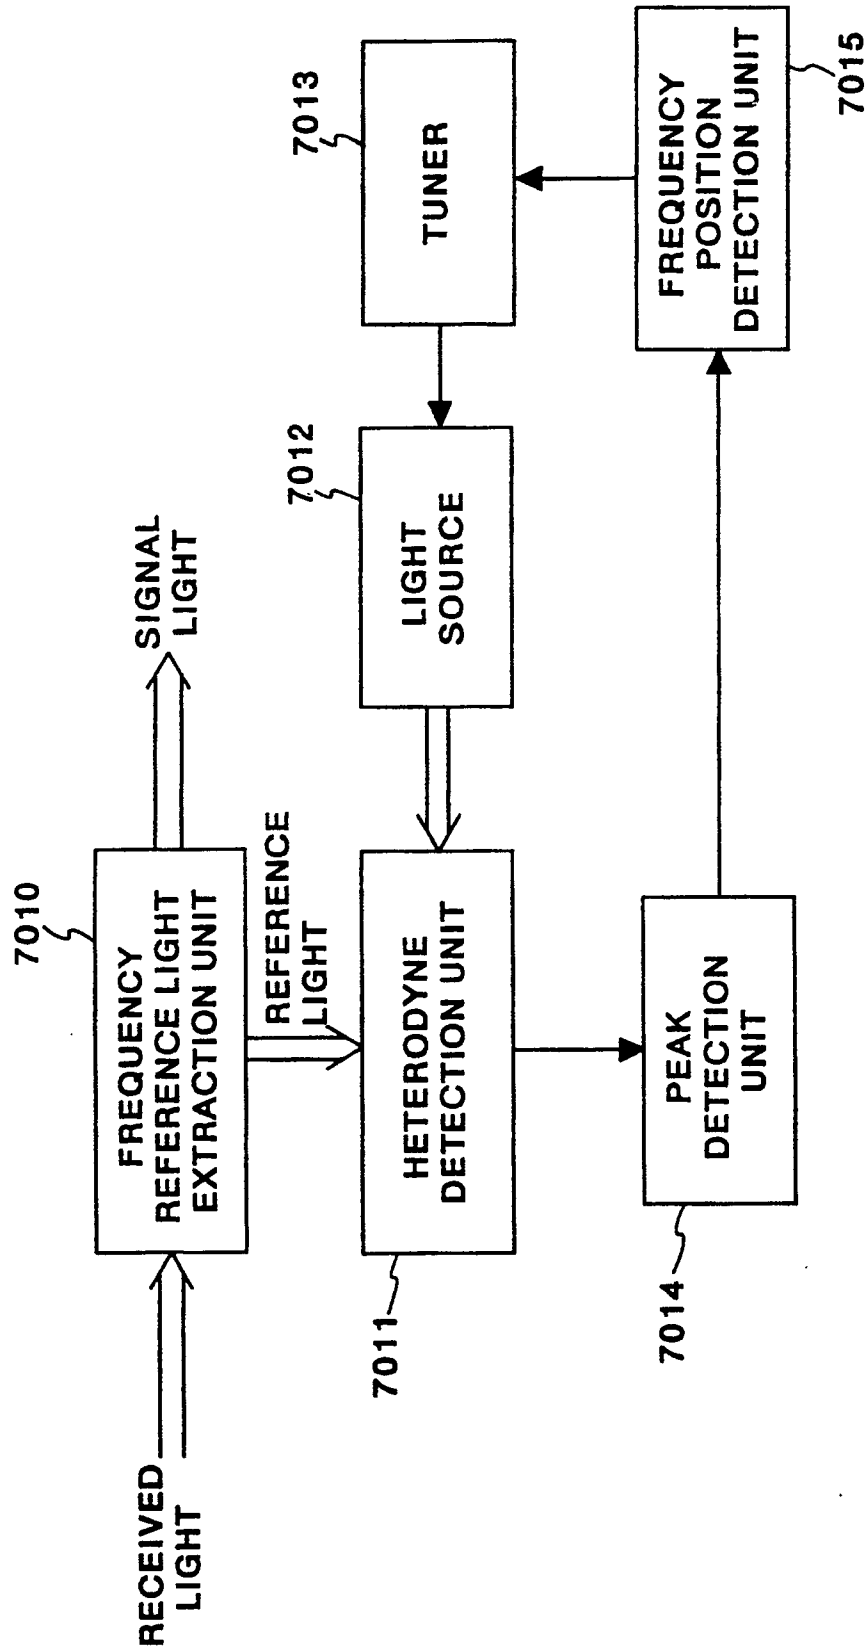 RECEIVED
LIGHT
7010
FREQUENCY
REFERENCE LIGHT
EXTRACTION UNIT
SIGNAL
LIGHT
REFERENCE
LIGHT
7011
HETERODYNE
DETECTION UNIT
7012
LIGHT
SOURCE
7013
TUNER
7014
PEAK
DETECTION
UNIT
FREQUENCY
POSITION
DETECTION UNIT
7015